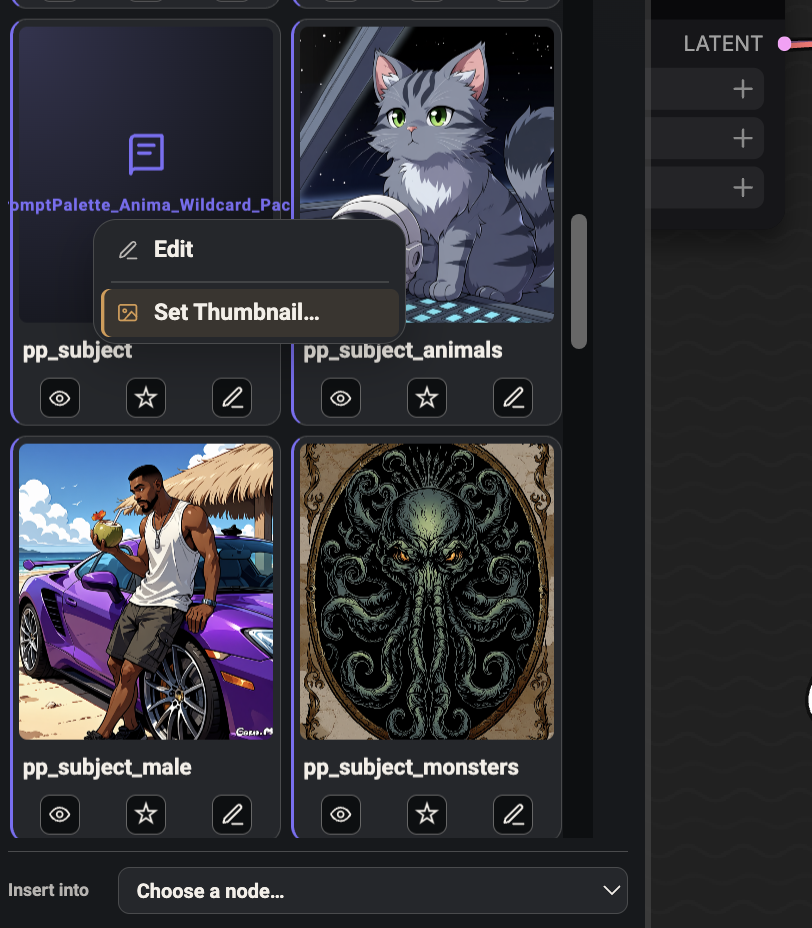 LATENT
omptPalette_Anima_Wildcard_Pac
Edit
Set Thumbnail...
pp_subject
pp_subject_animals
pp_subject_male
pp_subject_monsters
Insert into
Choose a node...